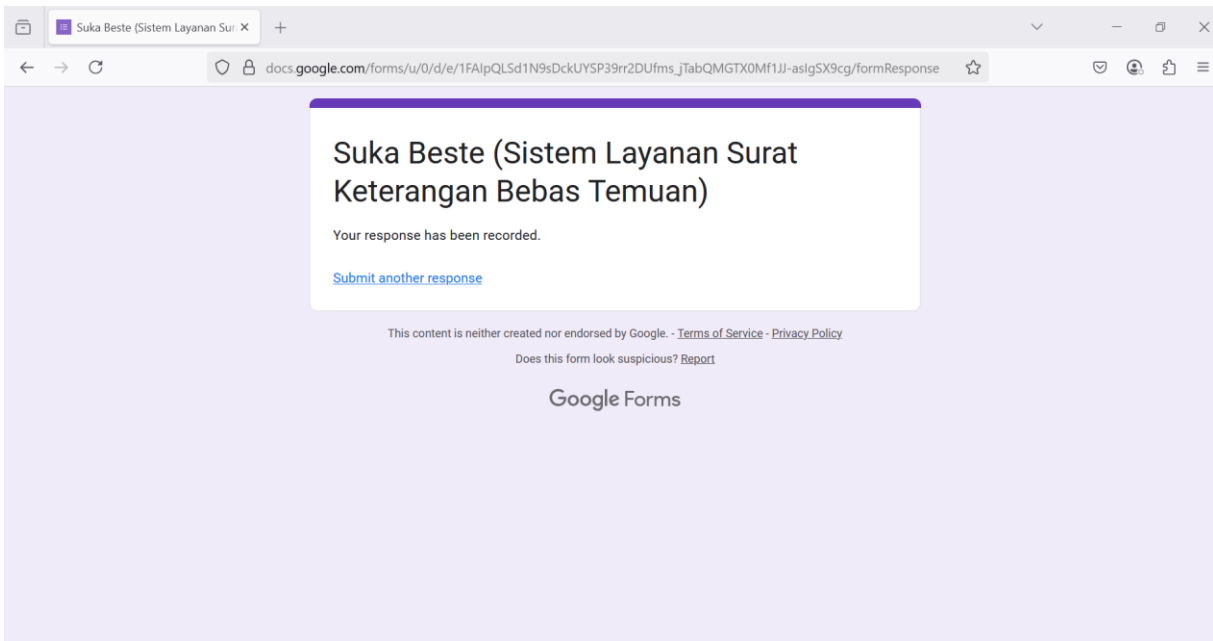 Suka Beste (Sistem Layanan Sur
docs.google.com/forms/u/0/d/e/1FAIpQLSd1N9sDckUYSP39rr2DUfms_jTabQMGTX0Mf1JJ-aslgSX9cg/formResponse
Suka Beste (Sistem Layanan Surat
Keterangan Bebas Temuan)
Your response has been recorded.
Submit another response
This content is neither created nor endorsed by Google. - Terms of Service - Privacy Policy
Does this form look suspicious? Report
Google Forms